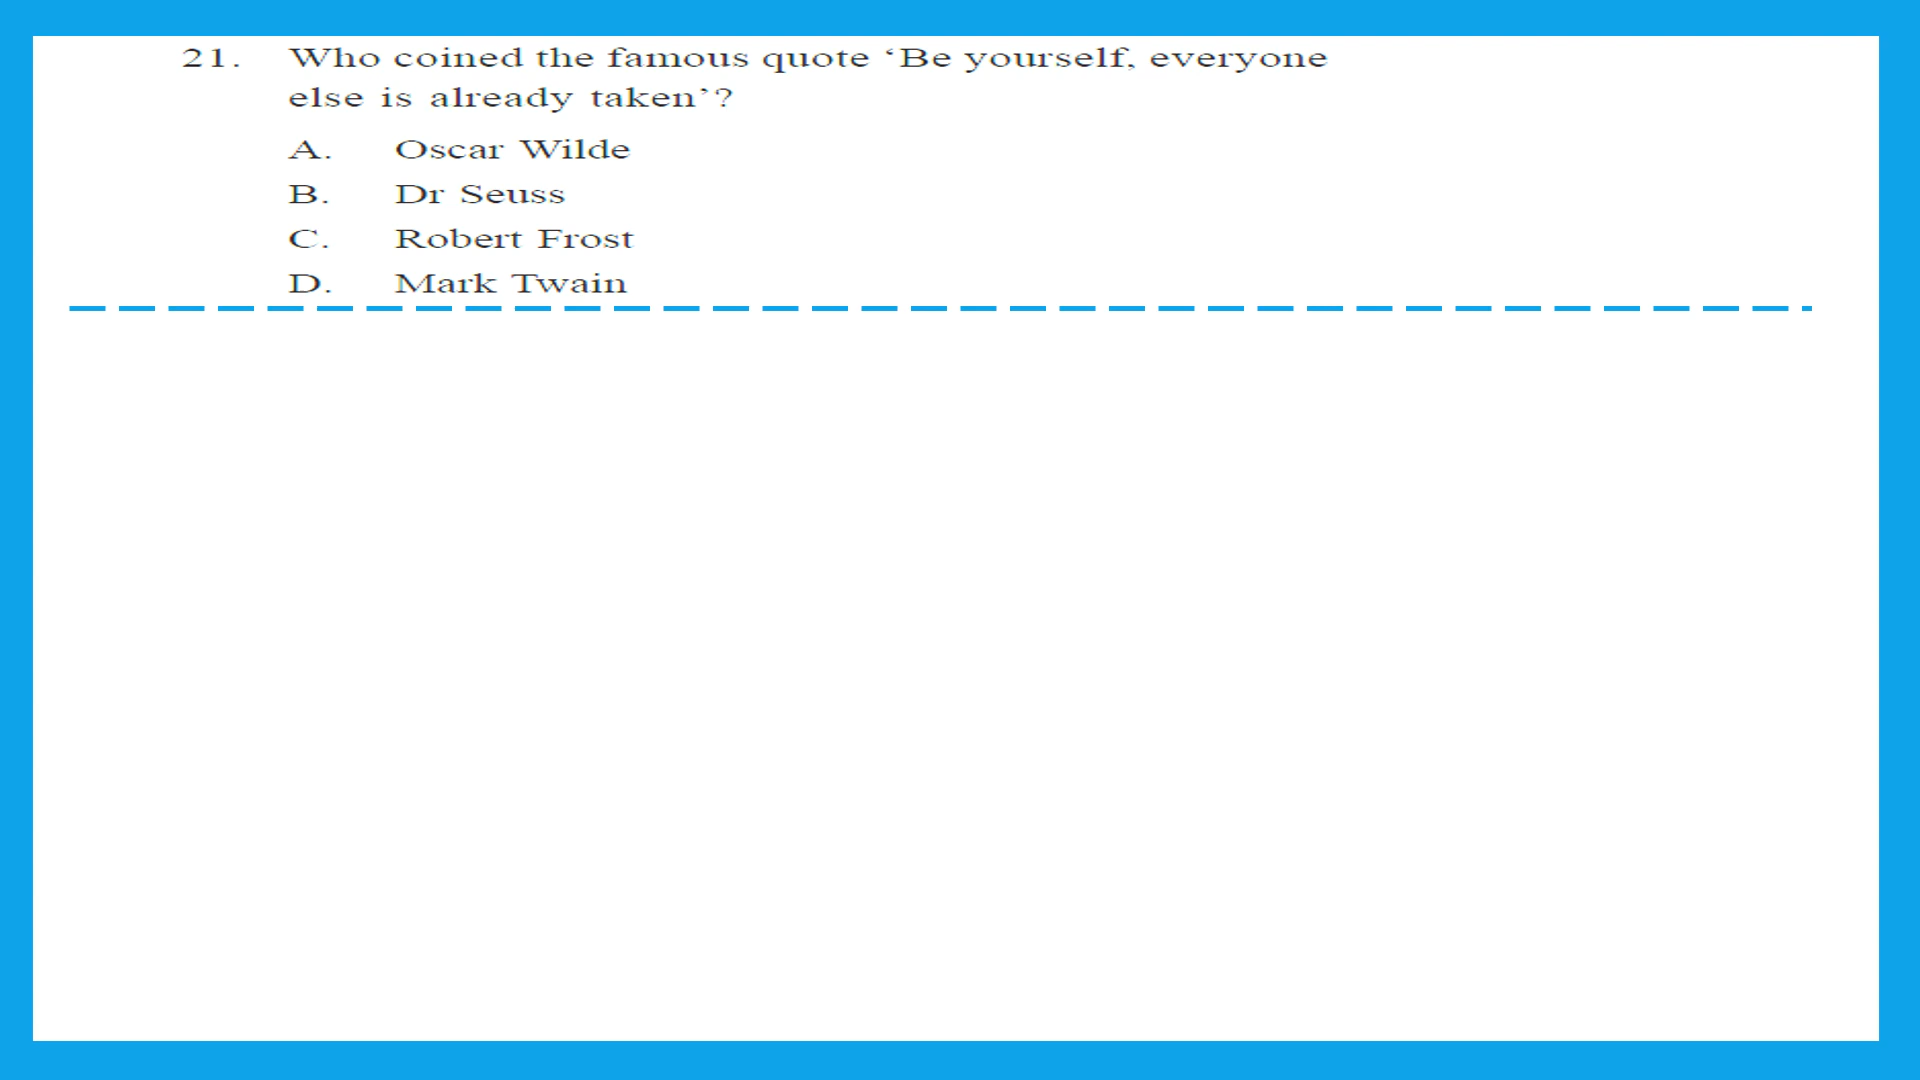 21. Who coined the famous quote ‘Be yourself, everyone
else is already taken’?
A. Oscar Wilde
B. Dr Seuss
C. Robert Frost
D. Mark Twain